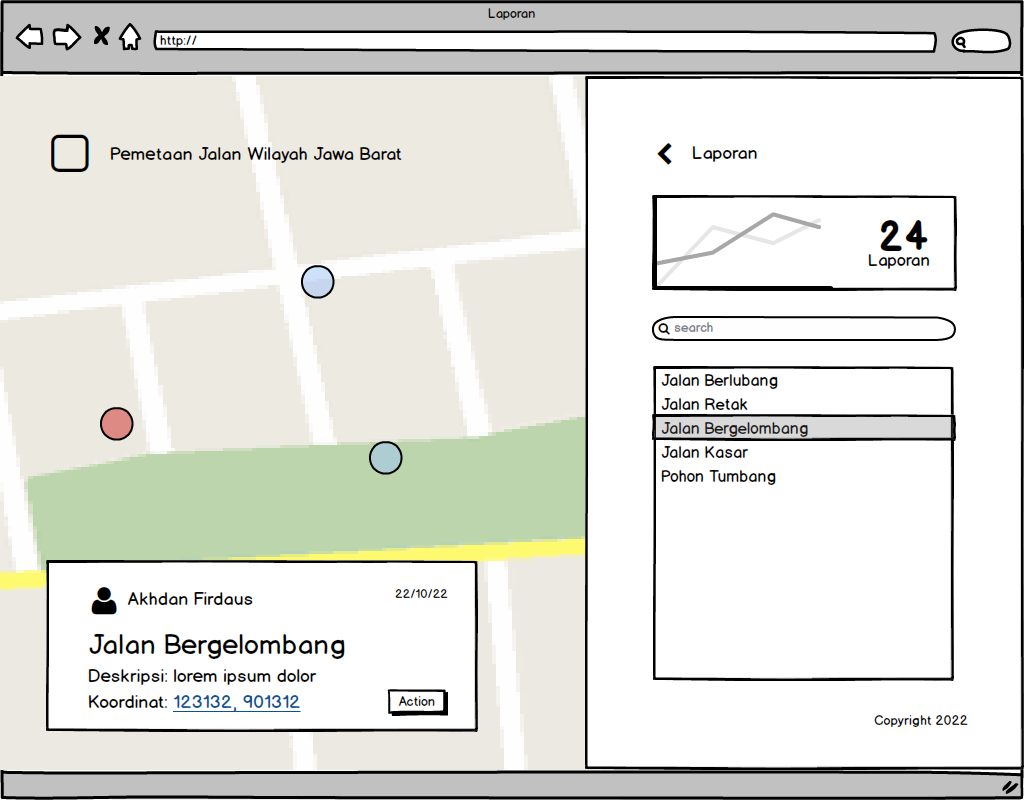 Laporan
http://
Pemetaan Jalan Wilayah Jawa Barat
Akhdan Firdaus
22/10/22
Jalan Bergelombang
Deskripsi: lorem ipsum dolor
Koordinat: 123132, 901312
Action
Laporan
24
Laporan
search
Jalan Berlubang
Jalan Retak
Jalan Bergelombang
Jalan Kasar
Pohon Tumbang
Copyright 2022